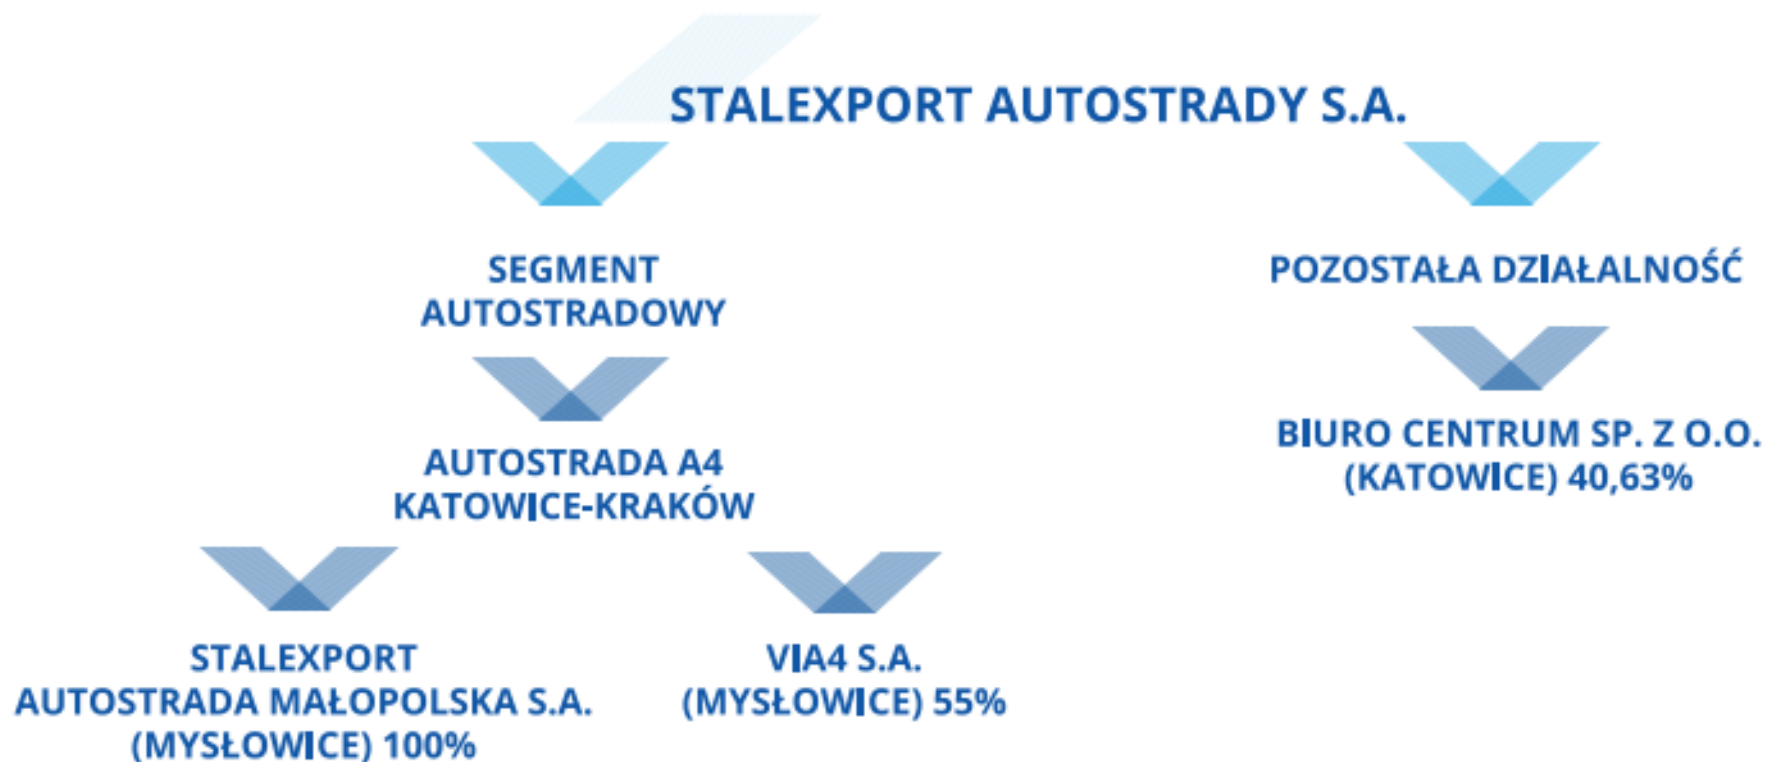 STALEXPORT AUTOSTRADY S.A.
SEGMENT
AUTOSTRADOWY
AUTOSTRADA A4
KATOWICE-KRAKÓW
STALEXPORT
AUTOSTRADA MAŁOPOLSKA S.A.
(MYSŁOWICE) 100%
VIA4 S.A.
(MYSŁOWICE) 55%
POZOSTAŁA DZIAŁALNOŚĆ
BIURO CENTRUM SP. Z O.O.
(KATOWICE) 40,63%